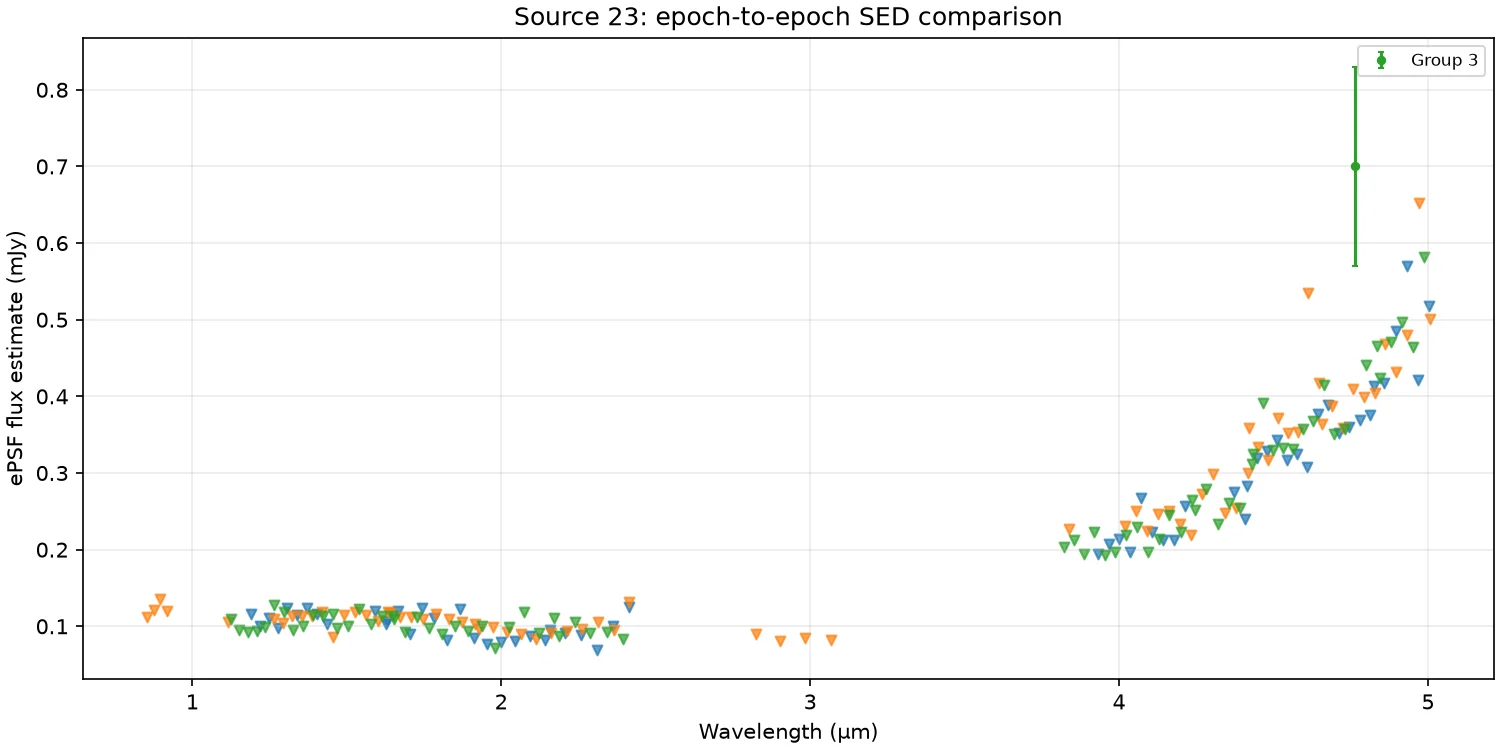 Source 23: epoch-to-epoch SED comparison
Group 3
ePSF flux estimate (mJy)
0.8
0.7
0.6
0.5
0.4
0.3
0.2
0.1
1 2 3 4 5
Wavelength (μm)